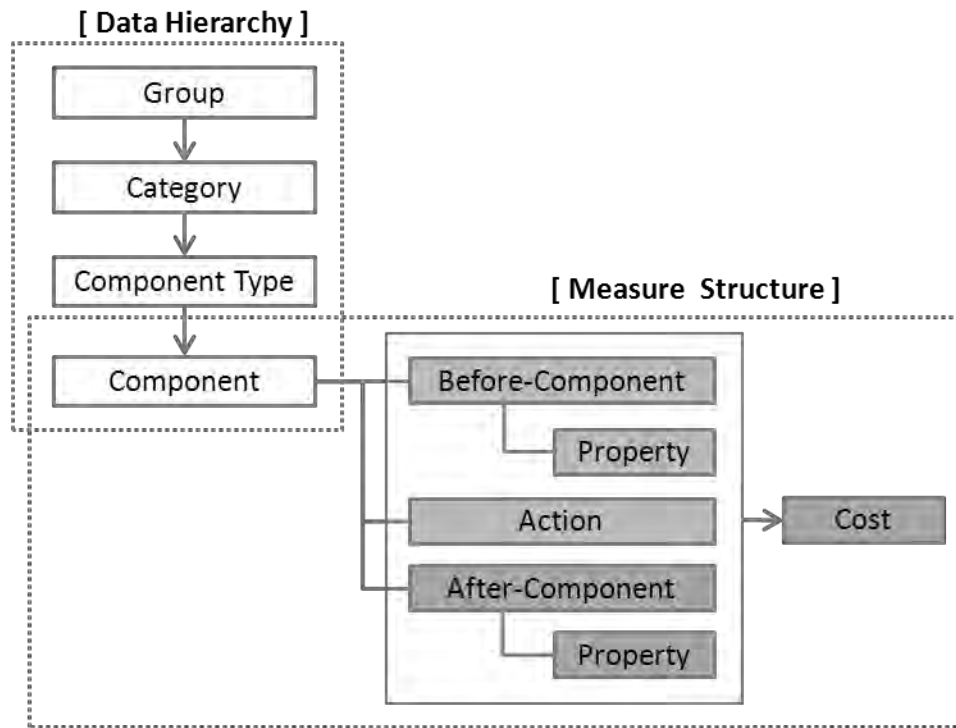 [ Data Hierarchy ]
Group
Category
Component Type
[ Measure Structure ]
Component
Before-Component
Property
Action
Cost
After-Component
Property